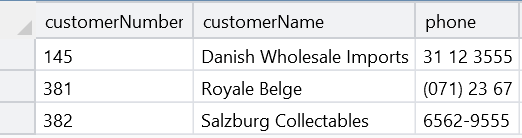 customerNumber customerName phone
145 Danish Wholesale Imports 31 12 3555
381 Royale Belge (071) 23 67
382 Salzburg Collectables 6562-9555